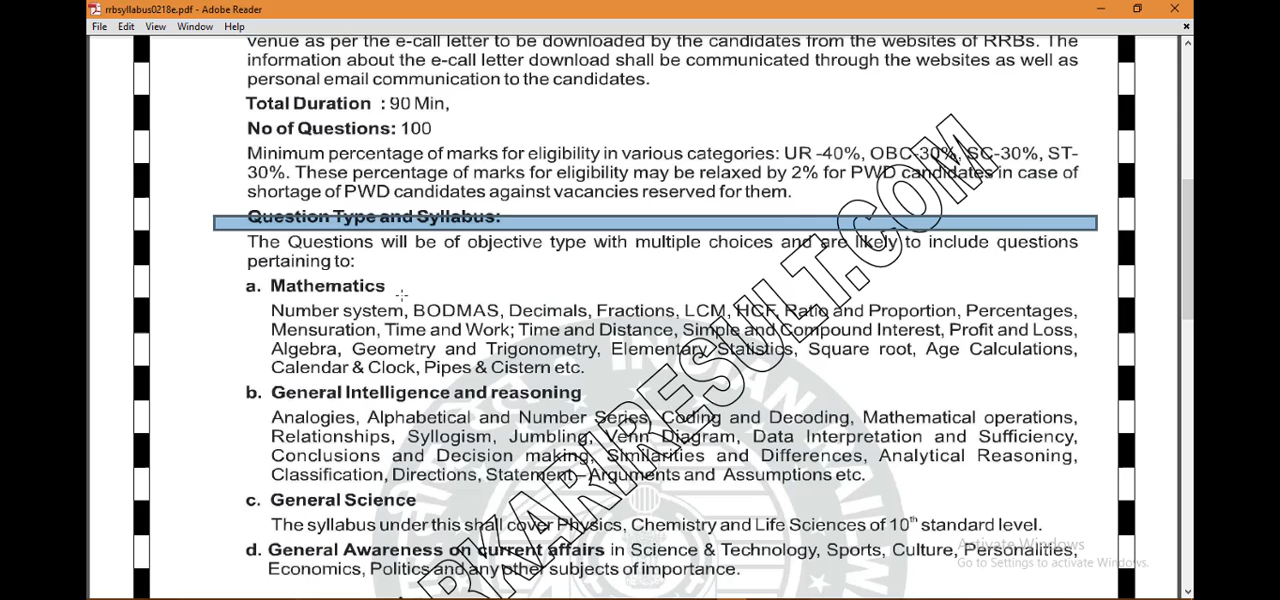 rrbsyllabus0218e.pdf - Adobe Reader
File Edit View Window Help
venue as per the e-call letter to be downloaded by the candidates from the websites of RRBs. The
information about the e-call letter download shall be communicated through the websites as well as
personal email communication to the candidates.
Total Duration : 90 Min,
No of Questions: 100
Minimum percentage of marks for eligibility in various categories: UR -40%, OBC-30%, SC-30%, ST-
30%. These percentage of marks for eligibility may be relaxed by 2% for PWD candidates in case of
shortage of PWD candidates against vacancies reserved for them.
Question Type and Syllabus:
The Questions will be of objective type with multiple choices and are likely to include questions
pertaining to:
a. Mathematics
Number system, BODMAS, Decimals, Fractions, LCM, HCF, Ratio and Proportion, Percentages,
Mensuration, Time and Work; Time and Distance, Simple and Compound Interest, Profit and Loss,
Algebra, Geometry and Trigonometry, Elementary Statistics, Square root, Age Calculations,
Calendar & Clock, Pipes & Cistern etc.
b. General Intelligence and reasoning
Analogies, Alphabetical and Number Series, Coding and Decoding, Mathematical operations,
Relationships, Syllogism, Jumbling, Venn Diagram, Data Interpretation and Sufficiency,
Conclusions and Decision making, Similarities and Differences, Analytical Reasoning,
Classification, Directions, Statement – Arguments and Assumptions etc.
c. General Science
The syllabus under this shall cover Physics, Chemistry and Life Sciences of 10th standard level.
d. General Awareness on current affairs in Science & Technology, Sports, Culture, Personalities,
Economics, Politics and any other subjects of importance.
RKARIRESULT.COM
Activate Windows
Go to Settings to activate Windows.